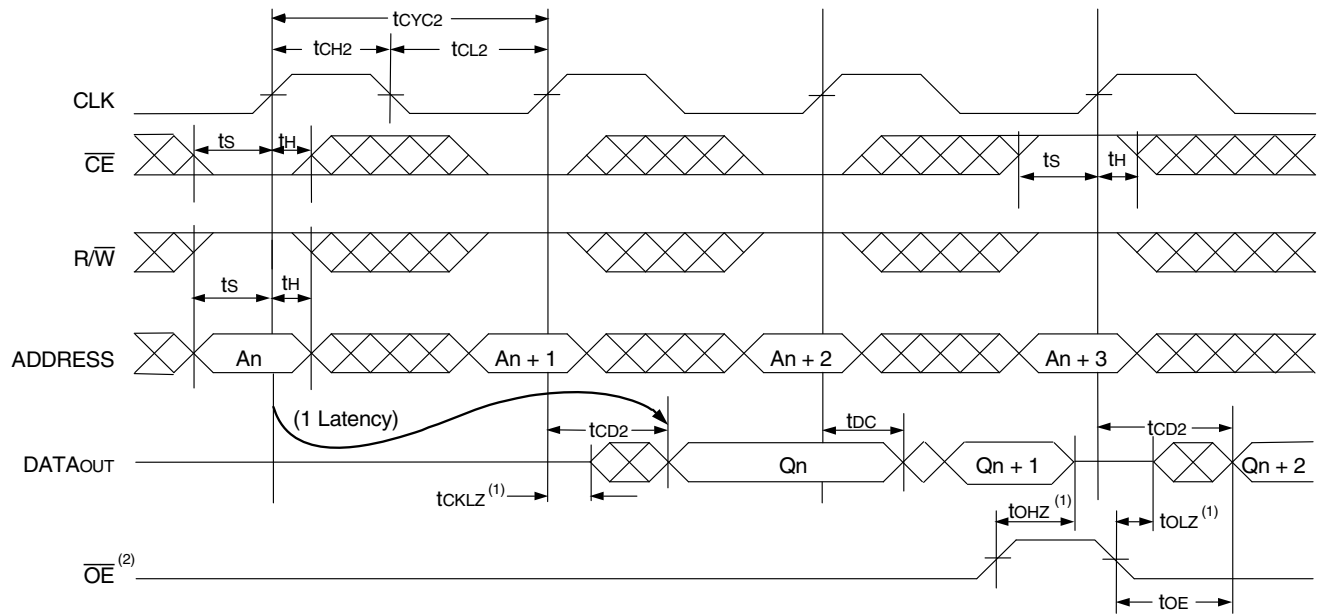 tCYC2
tCH2 tCL2
CLK
tS tH
CE tS tH
R/W
tS tH
ADDRESS An An + 1 An + 2 An + 3
(1 Latency)
tCD2 tDC tCD2
DATAOUT Qn Qn + 1 Qn + 2
tCKLZ (1)
tOHZ (1) tOLZ (1)
OE (2)
tOE